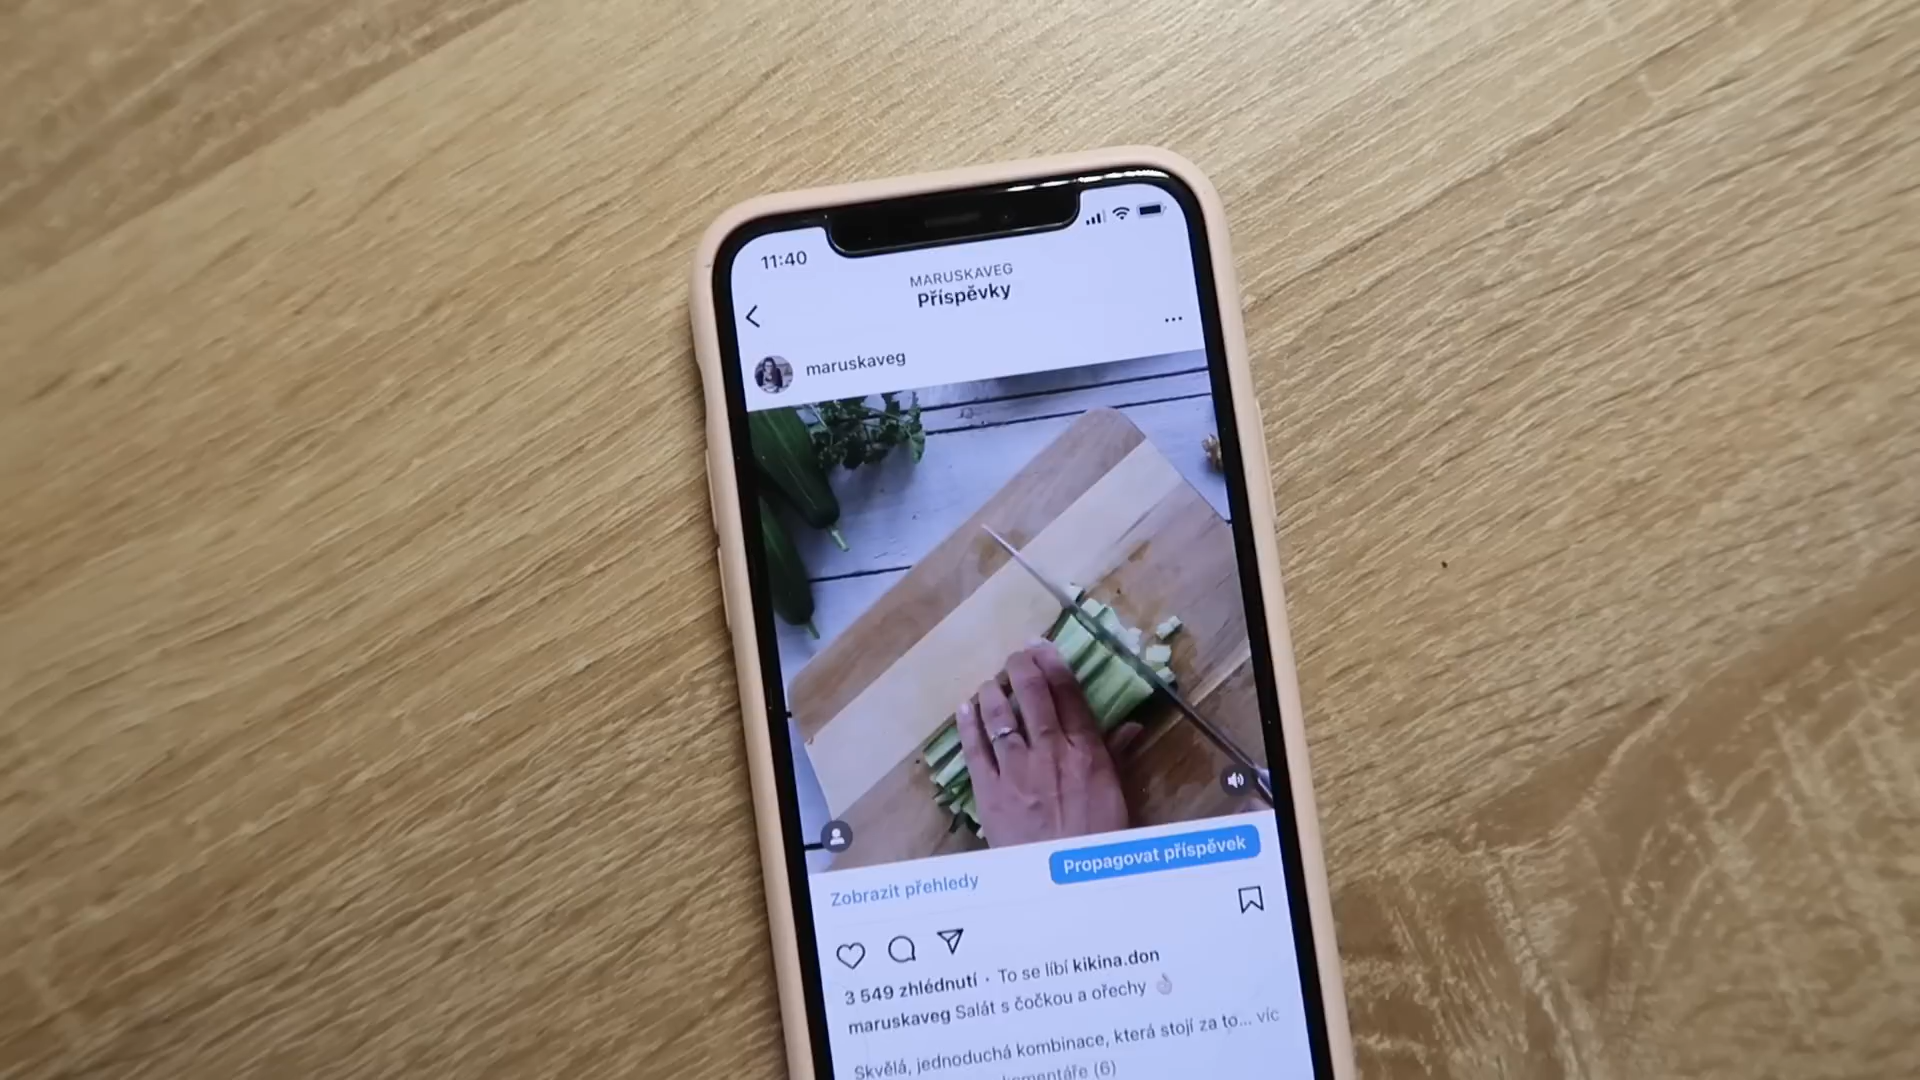 11:40
MARUSKAVEG
Příspěvky
maruskaveg
Zobrazit přehledy
Propagovat příspěvek
3 549 zhlédnutí · To se líbí kikina.don
maruskaveg Salát s čočkou a ořechy
Skvělá, jednoduchá kombinace, která stojí za to... víc
(6)